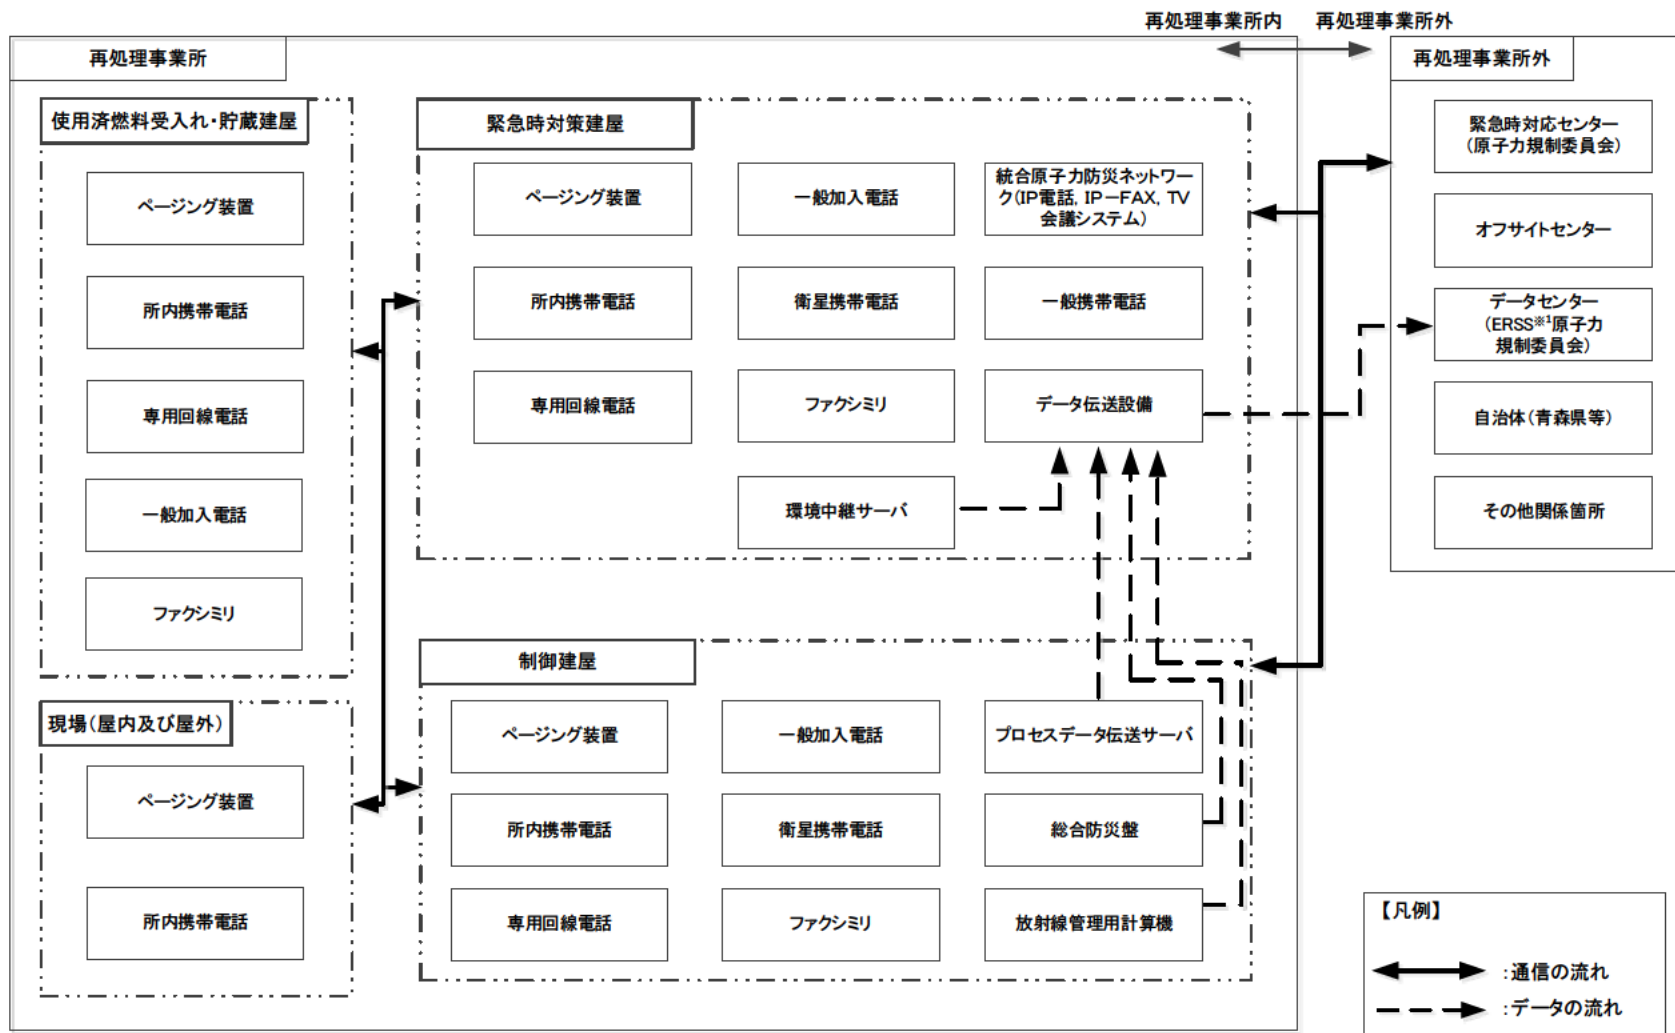 再処理事業所内
再処理事業所外
再処理事業所
使用済燃料受入れ・貯蔵建屋
ページング装置
所内携帯電話
専用回線電話
一般加入電話
ファクシミリ
現場(屋内及び屋外)
ページング装置
所内携帯電話
緊急時対策建屋
ページング装置
一般加入電話
統合原子力防災ネットワー
ク(IP電話, IP-FAX, TV
会議システム)
所内携帯電話
衛星携帯電話
一般携帯電話
専用回線電話
ファクシミリ
データ伝送設備
環境中継サーバ
制御建屋
ページング装置
一般加入電話
プロセスデータ伝送サーバ
所内携帯電話
衛星携帯電話
総合防災盤
専用回線電話
ファクシミリ
放射線管理用計算機
再処理事業所外
緊急時対応センター
(原子力規制委員会)
オフサイトセンター
データセンター
(ERSS※1原子力
規制委員会)
自治体(青森県等)
その他関係箇所
【凡例】
:通信の流れ
:データの流れ